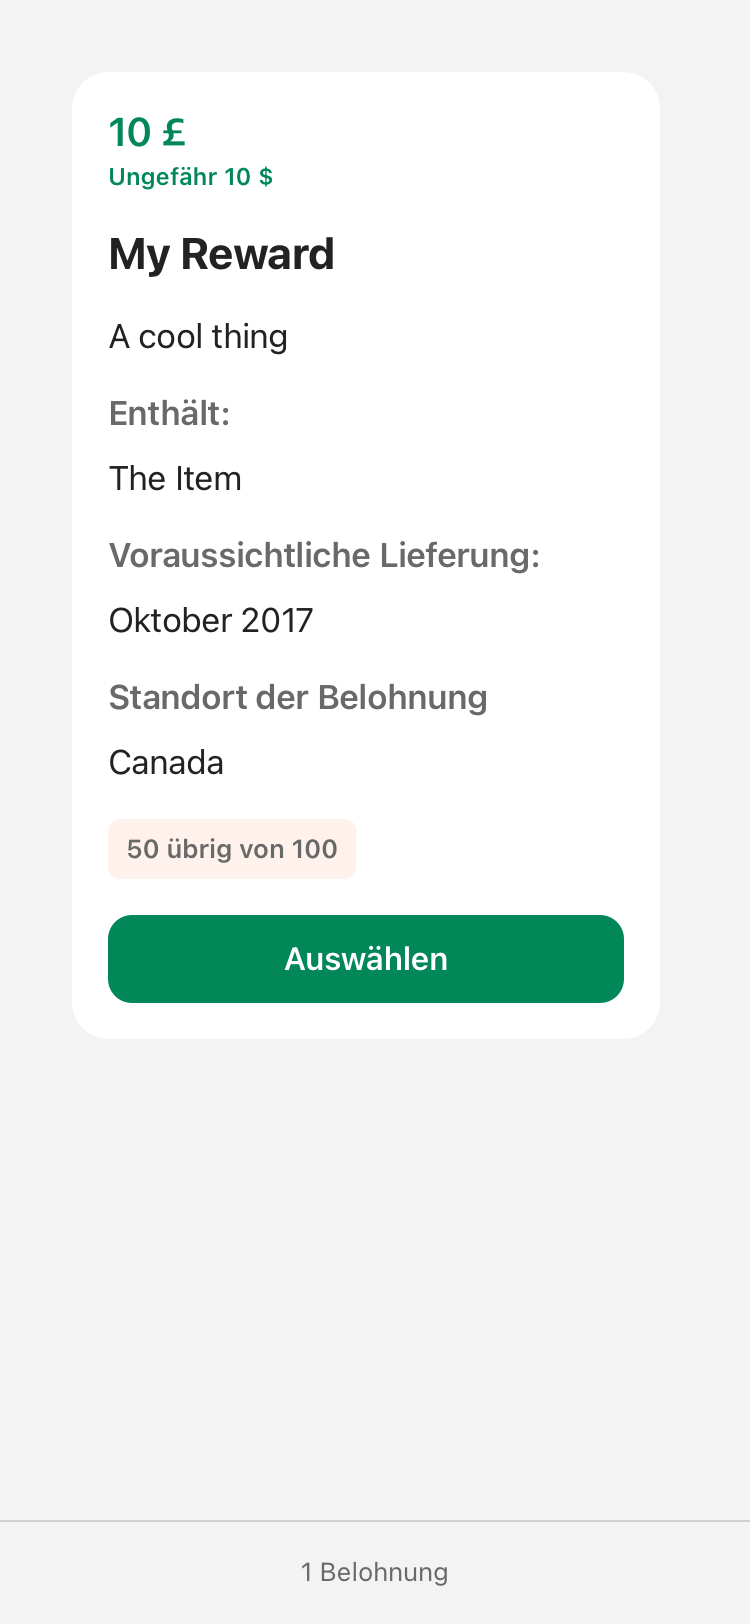 10 £
Ungefähr 10 $
My Reward
A cool thing
Enthält:
The Item
Voraussichtliche Lieferung:
Oktober 2017
Standort der Belohnung
Canada
50 übrig von 100
Auswählen
1 Belohnung